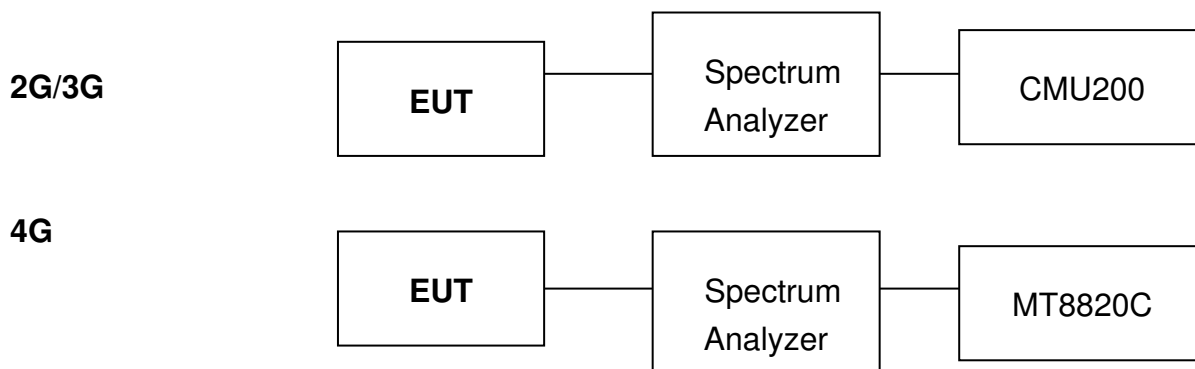 2G/3G
EUT
Spectrum
Analyzer
CMU200
4G
EUT
Spectrum
Analyzer
MT8820C